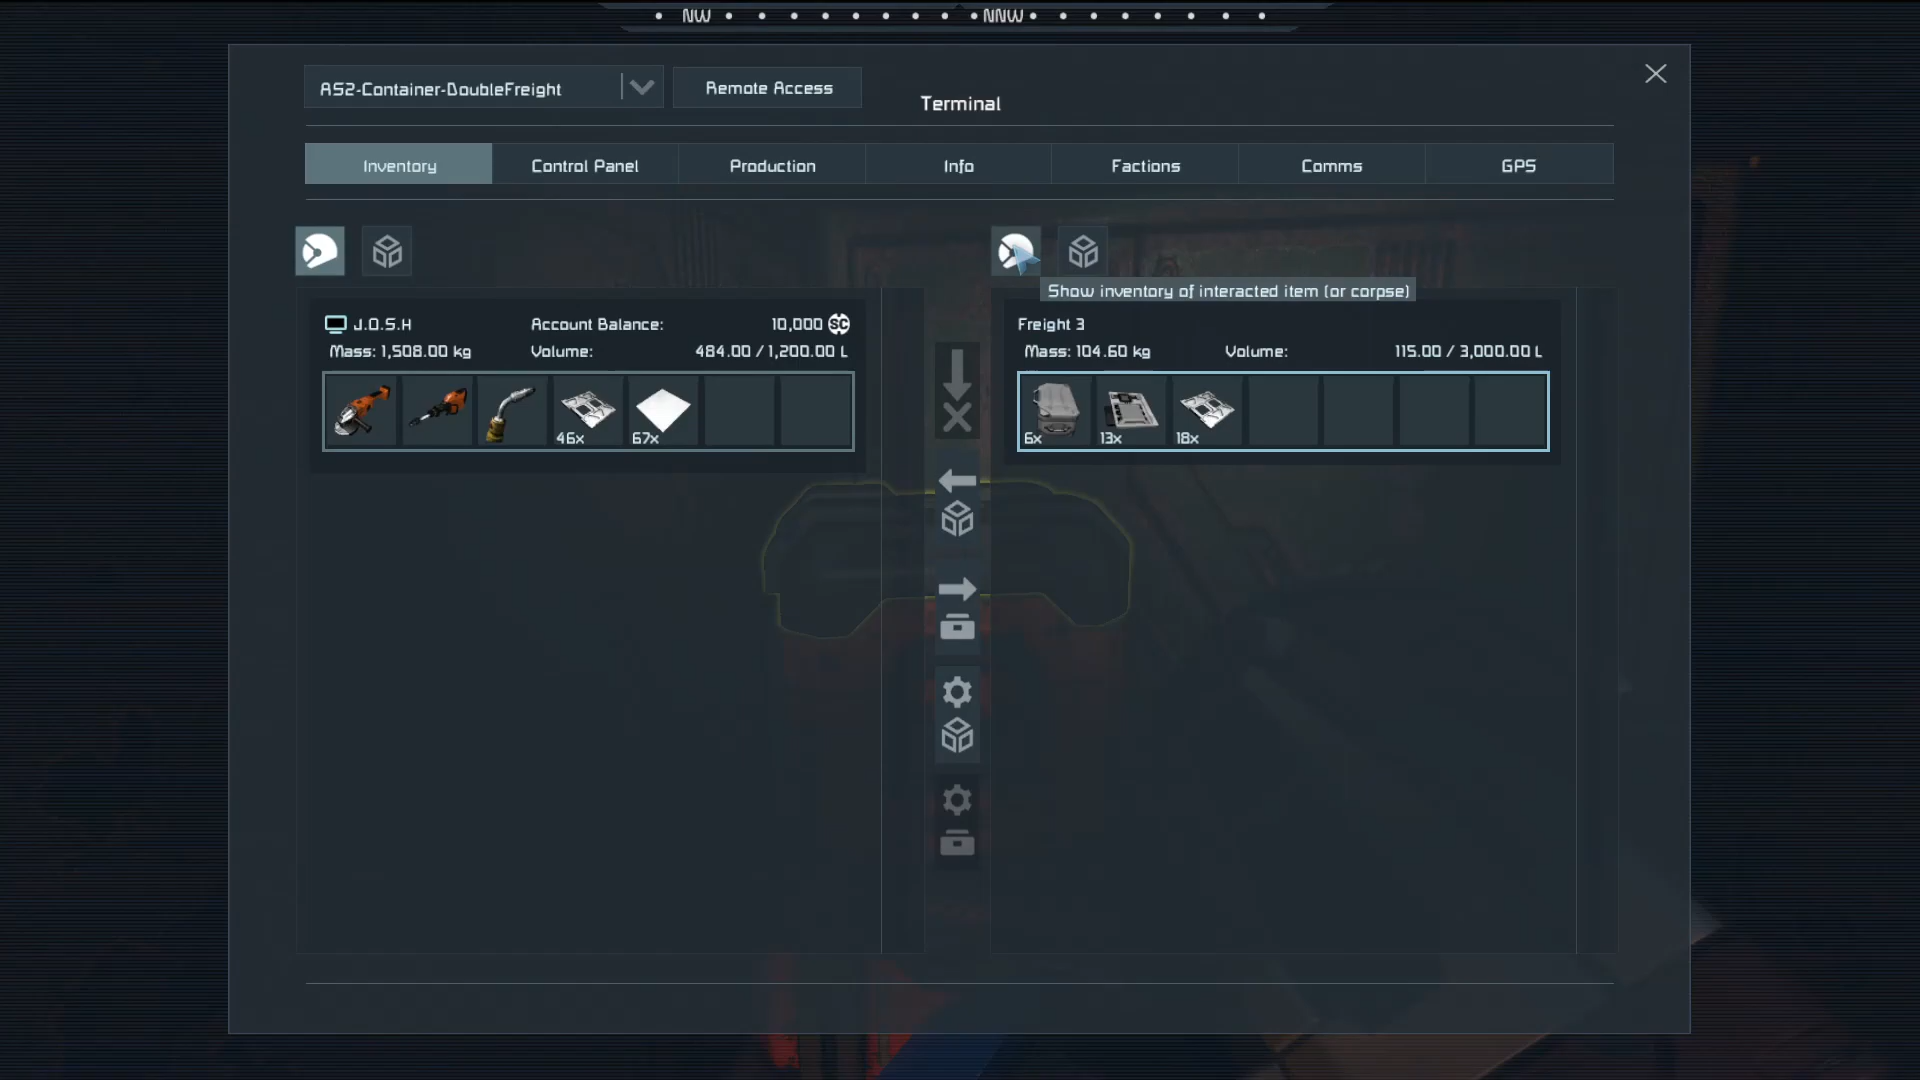 NW
NNW
AS2-Container-DoubleFreight
Remote Access
Terminal
Inventory
Control Panel
Production
Info
Factions
Comms
GPS
Show inventory of interacted item (or corpse)
J.O.S.H
Account Balance:
10,000 SC
Mass: 1,508.00 kg
Volume:
484.00 / 1,200.00 L
46x
67x
Freight 3
Mass: 104.60 kg
Volume:
115.00 / 3,000.00 L
6x
13x
18x